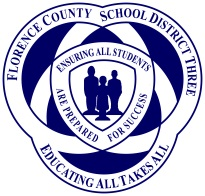 FLORENCE COUNTY SCHOOL DISTRICT THREE
ENSURING ALL STUDENTS
ARE PREPARED FOR SUCCESS
EDUCATING ALL TAKES ALL